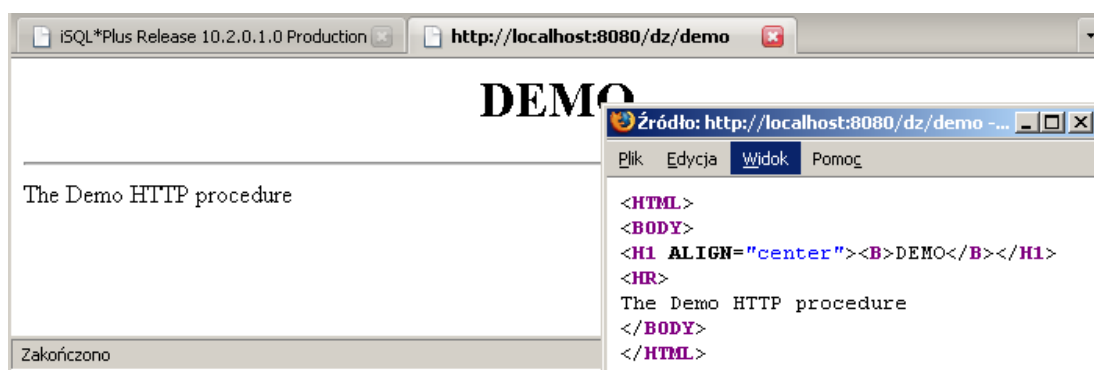 iSQL*Plus Release 10.2.0.1.0 Production
http://localhost:8080/dz/demo
DEMO
The Demo HTTP procedure
Zakończono
Źródło: http://localhost:8080/dz/demo -...
Plik Edycja Widok Pomoc
<HTML>
<BODY>
<H1 ALIGN="center"><B>DEMO</B></H1>
<HR>
The Demo HTTP procedure
</BODY>
</HTML>